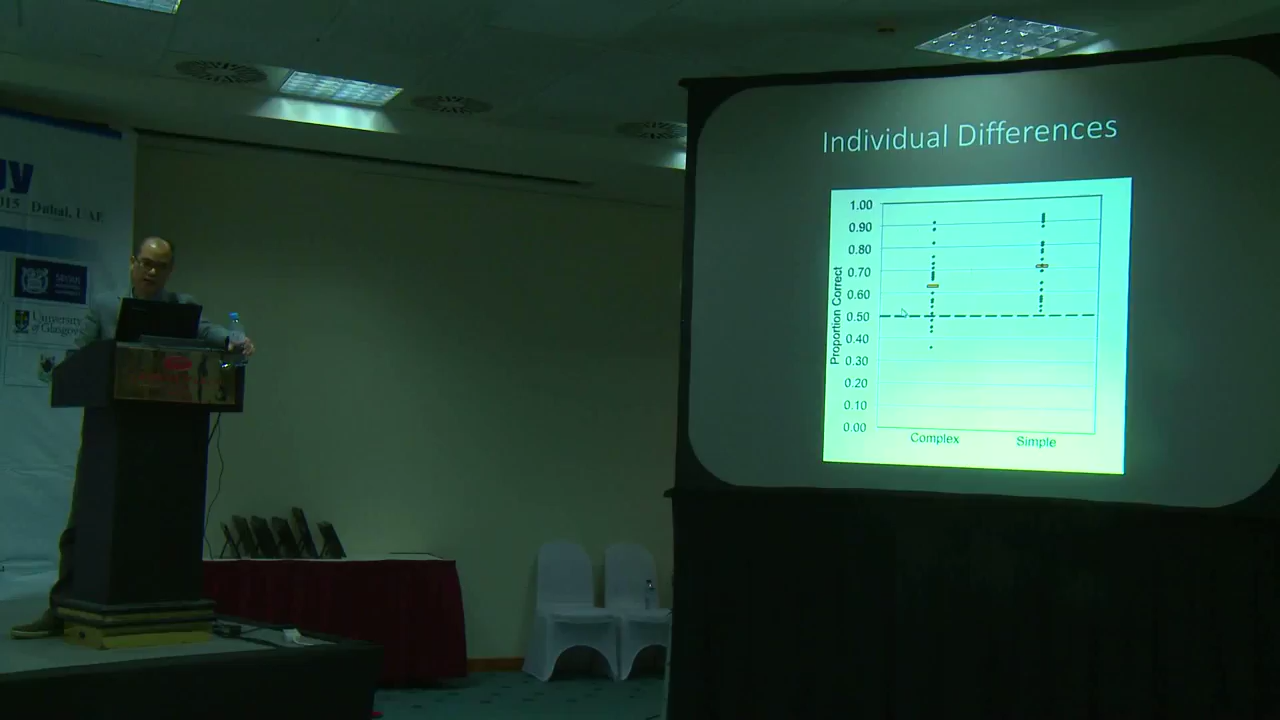 015 Dubai, UAE
University
of Glasgow
Individual Differences
Proportion Correct
1.00
0.90
0.80
0.70
0.60
0.50
0.40
0.30
0.20
0.10
0.00
Complex
Simple